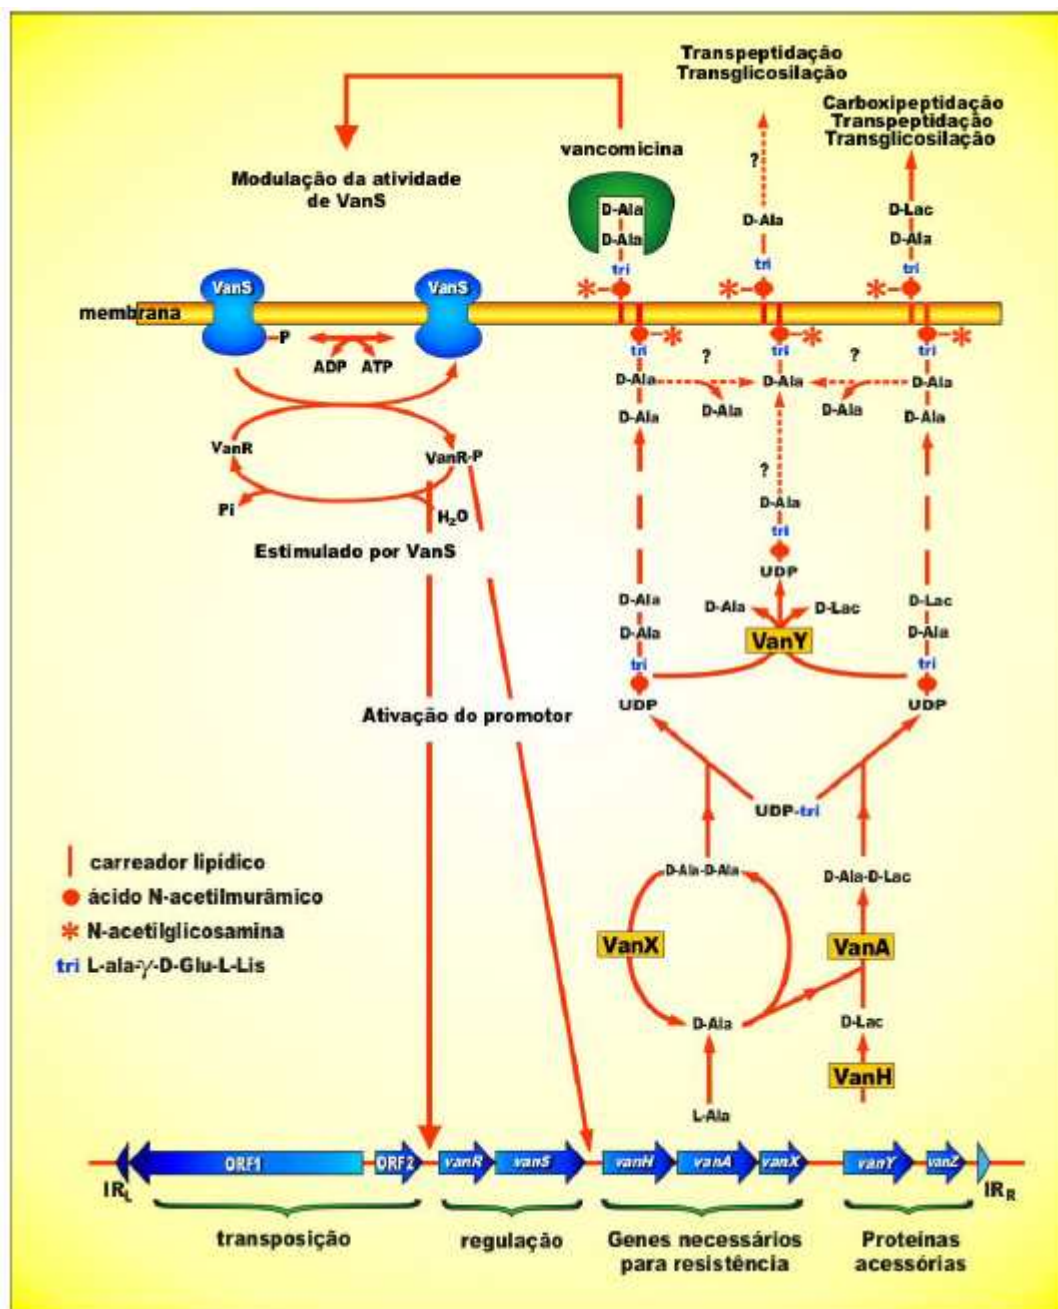 Transpeptidação
Transglicosilação
Carboxipeptidação
Transpeptidação
Transglicosilação
vancomicina
Modulação da atividade
de VanS
?
D-Ala
D-Ala
tri
D-Ala
tri
D-Lac
D-Ala
tri
VanS
VanS
membrana
P
ADP
ATP
tri
tri
tri
?
?
D-Ala
D-Ala
D-Ala
D-Ala
D-Ala
D-Ala
D-Ala
VanR
VanR-P
?
Pi
H2O
D-Ala
tri
UDP
Estimulado por VanS
D-Ala
D-Ala
tri
UDP
D-Ala
D-Lac
VanY
D-Lac
D-Ala
tri
UDP
Ativação do promotor
UDP-tri
carreador lipídico
ácido N-acetilmurâmico
N-acetilglicosamina
tri L-ala-γ-D-Glu-L-Lis
D-Ala-D-Ala
D-Ala-D-Lac
VanX
VanA
D-Ala
D-Lac
VanH
L-Ala
IRL
ORF1
ORF2
vanR
vanS
vanH
vanA
vanX
vanY
vanZ
IRR
transposição
regulação
Genes necessários
para resistência
Proteínas
acessórias